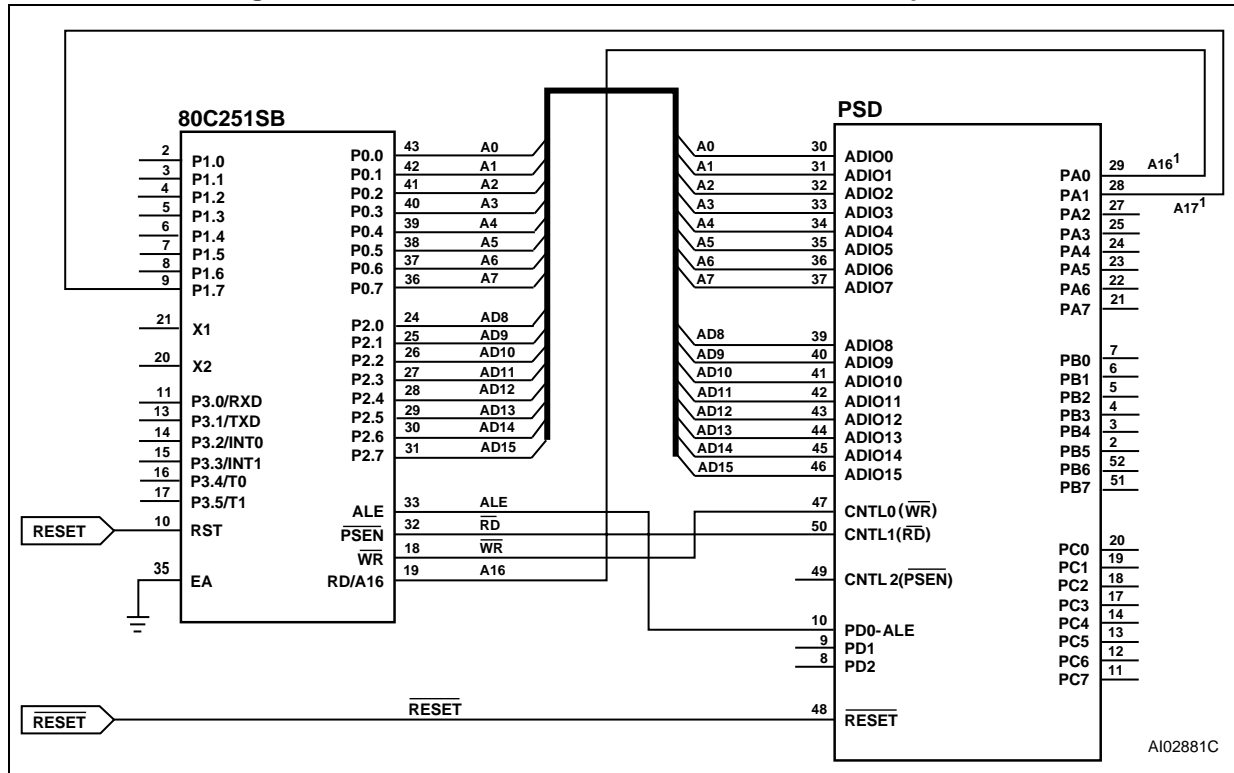 80C251SB
2 P1.0
3 P1.1
4 P1.2
5 P1.3
6 P1.4
7 P1.5
8 P1.6
9 P1.7
21 X1
20 X2
11 P3.0/RXD
13 P3.1/TXD
14 P3.2/INT0
15 P3.3/INT1
16 P3.4/T0
17 P3.5/T1
RESET 10 RST
35 EA
P0.0 43 A0
P0.1 42 A1
P0.2 41 A2
P0.3 40 A3
P0.4 39 A4
P0.5 38 A5
P0.6 37 A6
P0.7 36 A7
P2.0 24 AD8
P2.1 25 AD9
P2.2 26 AD10
P2.3 27 AD11
P2.4 28 AD12
P2.5 29 AD13
P2.6 30 AD14
P2.7 31 AD15
ALE 33 ALE
PSEN 32 RD
WR 18 WR
RD/A16 19 A16
PSD
A0 30 ADIO0
A1 31 ADIO1
A2 32 ADIO2
A3 33 ADIO3
A4 34 ADIO4
A5 35 ADIO5
A6 36 ADIO6
A7 37 ADIO7
AD8 39 ADIO8
AD9 40 ADIO9
AD10 41 ADIO10
AD11 42 ADIO11
AD12 43 ADIO12
AD13 44 ADIO13
AD14 45 ADIO14
AD15 46 ADIO15
47 CNTL0 (WR)
50 CNTL1(RD)
49 CNTL 2(PSEN)
10 PD0-ALE
9 PD1
8 PD2
RESET RESET 48 RESET
PA0 29 A16¹
PA1 28 A17¹
PA2 27
PA3 25
PA4 24
PA5 23
PA6 22
PA7 21
PB0 7
PB1 6
PB2 5
PB3 4
PB4 3
PB5 2
PB6 52
PB7 51
PC0 20
PC1 19
PC2 18
PC3 17
PC4 14
PC5 13
PC6 12
PC7 11
AI02881C